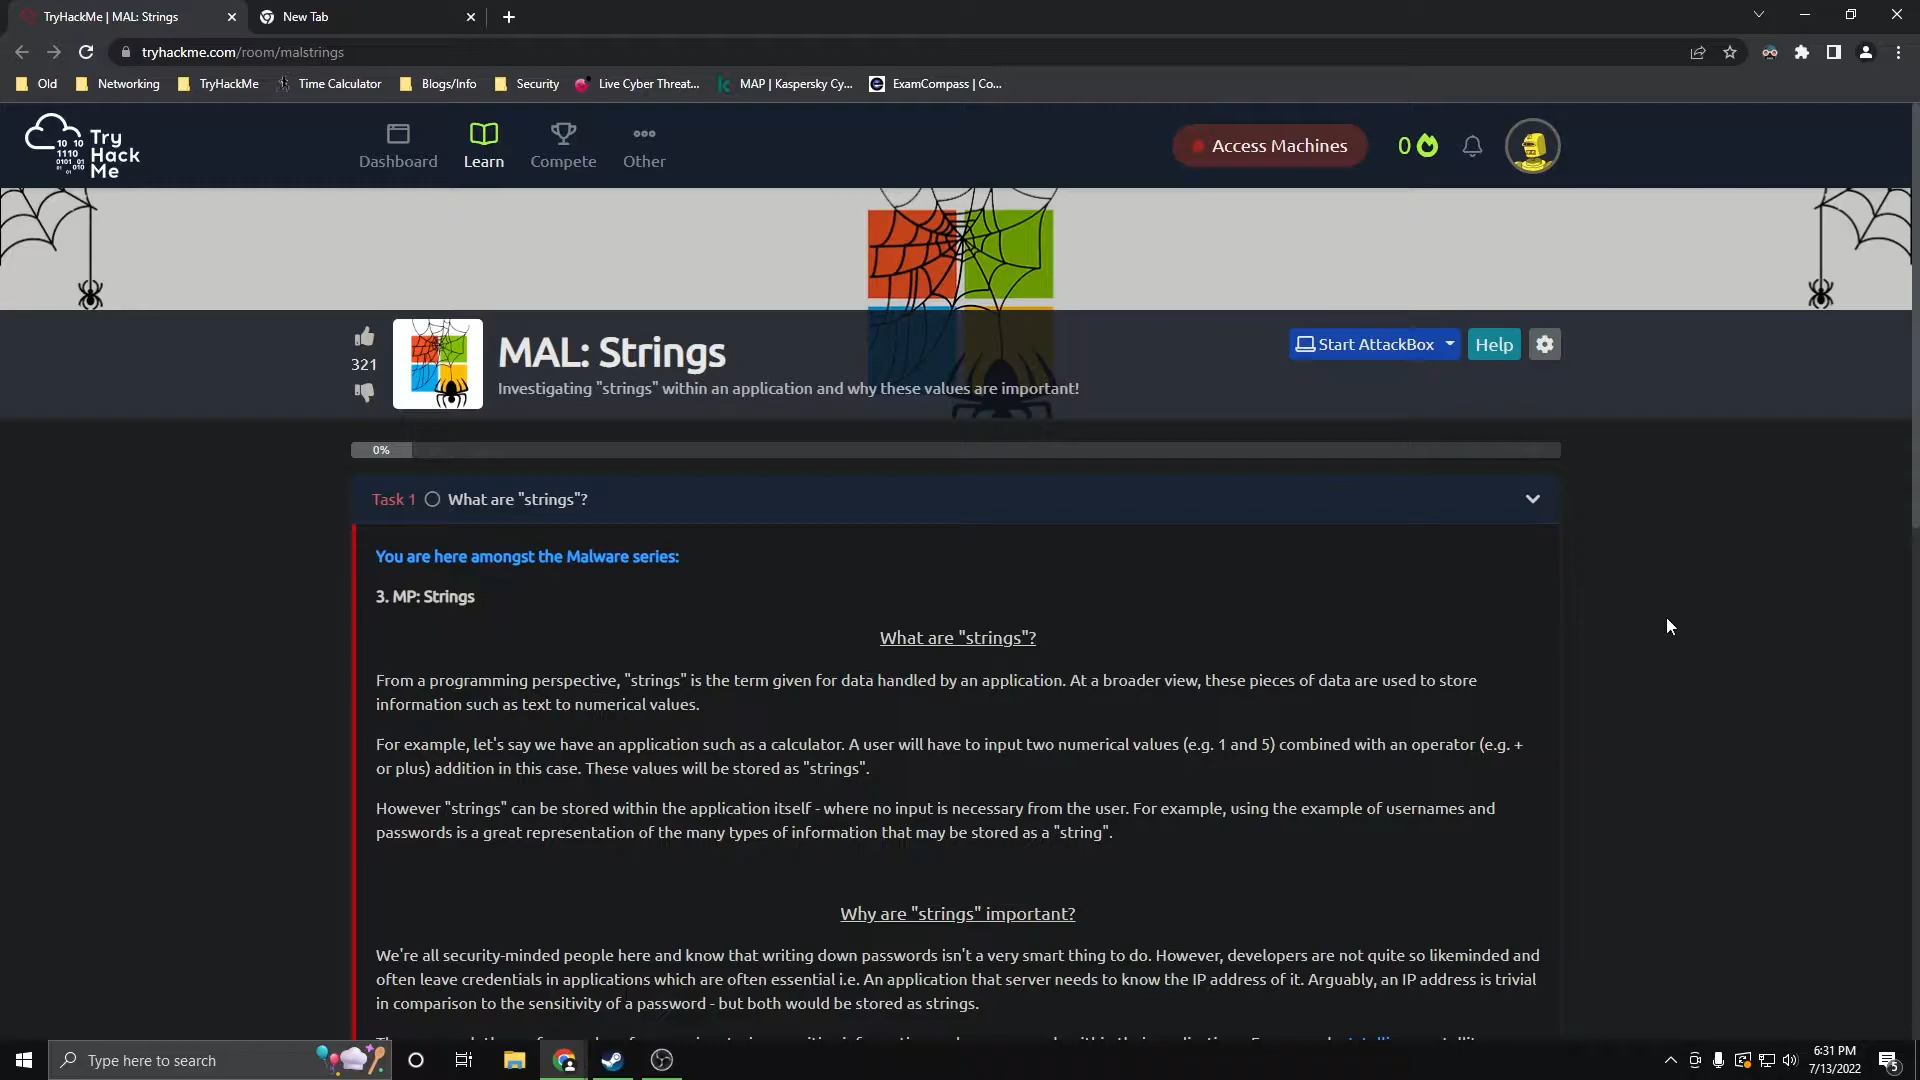 TryHackMe | MAL: Strings
New Tab
tryhackme.com/room/malstrings
Old
Networking
TryHackMe
Time Calculator
Blogs/Info
Security
Live Cyber Threat...
MAP | Kaspersky Cy...
ExamCompass | Co...
Try
Hack
Me
10 10
1110
0101 01
Dashboard
Learn
Compete
Other
Access Machines
0
321
MAL: Strings
Investigating "strings" within an application and why these values are important!
Start AttackBox
Help
0%
Task 1 What are "strings"?
You are here amongst the Malware series:
3. MP: Strings
What are "strings"?
From a programming perspective, "strings" is the term given for data handled by an application. At a broader view, these pieces of data are used to store
information such as text to numerical values.
For example, let's say we have an application such as a calculator. A user will have to input two numerical values (e.g. 1 and 5) combined with an operator (e.g. +
or plus) addition in this case. These values will be stored as "strings".
However "strings" can be stored within the application itself - where no input is necessary from the user. For example, using the example of usernames and
passwords is a great representation of the many types of information that may be stored as a "string".
Why are "strings" important?
We're all security-minded people here and know that writing down passwords isn't a very smart thing to do. However, developers are not quite so likeminded and
often leave credentials in applications which are often essential i.e. An application that server needs to know the IP address of it. Arguably, an IP address is trivial
in comparison to the sensitivity of a password - but both would be stored as strings.
Type here to search
6:31 PM
7/13/2022
5